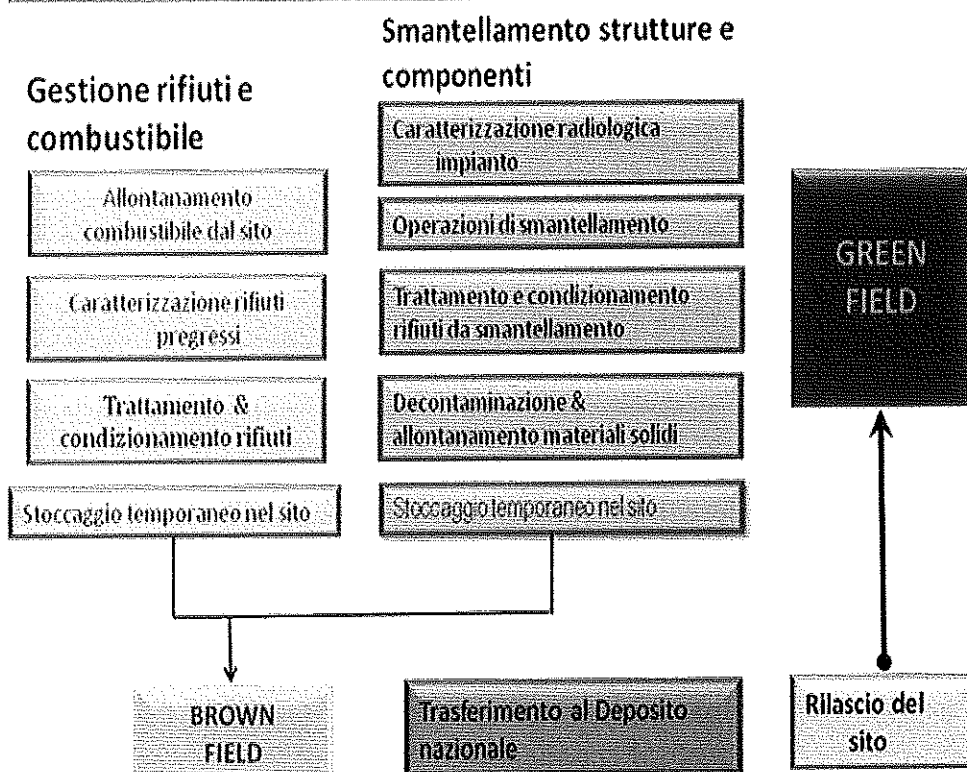 Gestione rifiuti e
combustibile
Allontanamento
combustibile dal sito
Caratterizzazione rifiuti
pregressi
Trattamento &
condizionamento rifiuti
Stoccaggio temporaneo nel sito
Smantellamento strutture e
componenti
Caratterizzazione radiologica
impianto
Operazioni di smantellamento
Trattamento e condizionamento
rifiuti da smantellamento
Decontaminazione &
allontanamento materiali solidi
Stoccaggio temporaneo nel sito
GREEN
FIELD
BROWN
FIELD
Trasferimento al Deposito
nazionale
Rilascio del
sito